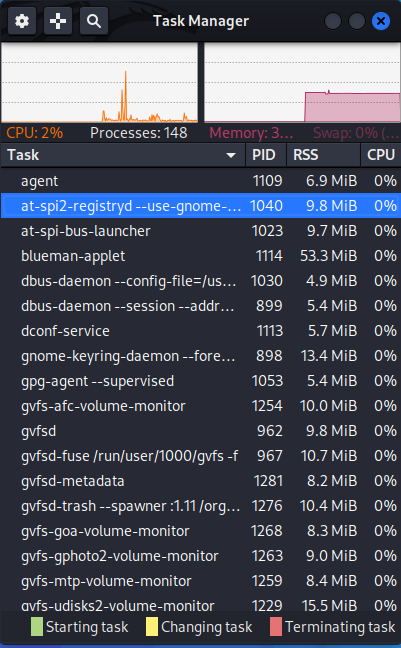 Task Manager
CPU: 2% Processes: 148 Memory: 3... Swap: 0% (...
Task PID RSS CPU
agent 1109 6.9 MiB 0%
at-spi2-registryd --use-gnome-... 1040 9.8 MiB 0%
at-spi-bus-launcher 1023 9.7 MiB 0%
blueman-applet 1114 53.3 MiB 0%
dbus-daemon --config-file=/us... 1030 4.9 MiB 0%
dbus-daemon --session --addr... 899 5.4 MiB 0%
dconf-service 1113 5.7 MiB 0%
gnome-keyring-daemon --fore... 898 13.4 MiB 0%
gpg-agent --supervised 1053 5.4 MiB 0%
gvfs-afc-volume-monitor 1254 10.0 MiB 0%
gvfsd 962 9.8 MiB 0%
gvfsd-fuse /run/user/1000/gvfs -f 967 10.7 MiB 0%
gvfsd-metadata 1281 8.2 MiB 0%
gvfsd-trash --spawner :1.11 /org... 1276 10.4 MiB 0%
gvfs-goa-volume-monitor 1268 8.3 MiB 0%
gvfs-gphoto2-volume-monitor 1263 9.0 MiB 0%
gvfs-mtp-volume-monitor 1259 8.4 MiB 0%
gvfs-udisks2-volume-monitor 1229 15.5 MiB 0%
Starting task Changing task Terminating task